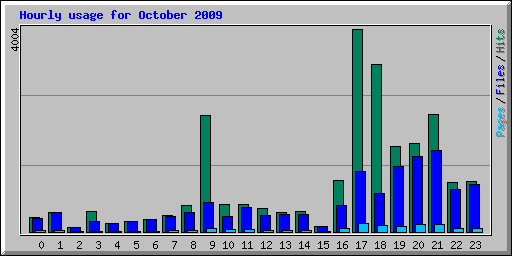 Hourly usage for October 2009
4004
Pages / Files / Hits
0 1 2 3 4 5 6 7 8 9 10 11 12 13 14 15 16 17 18 19 20 21 22 23